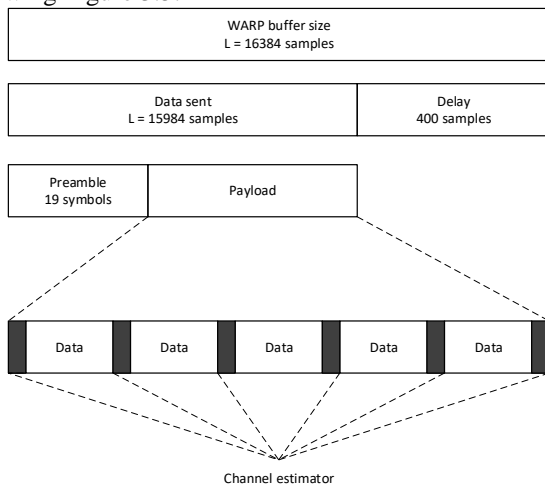 WARP buffer size
L = 16384 samples
Data sent
L = 15984 samples
Delay
400 samples
Preamble
19 symbols
Payload
Data
Data
Data
Data
Data
Channel estimator